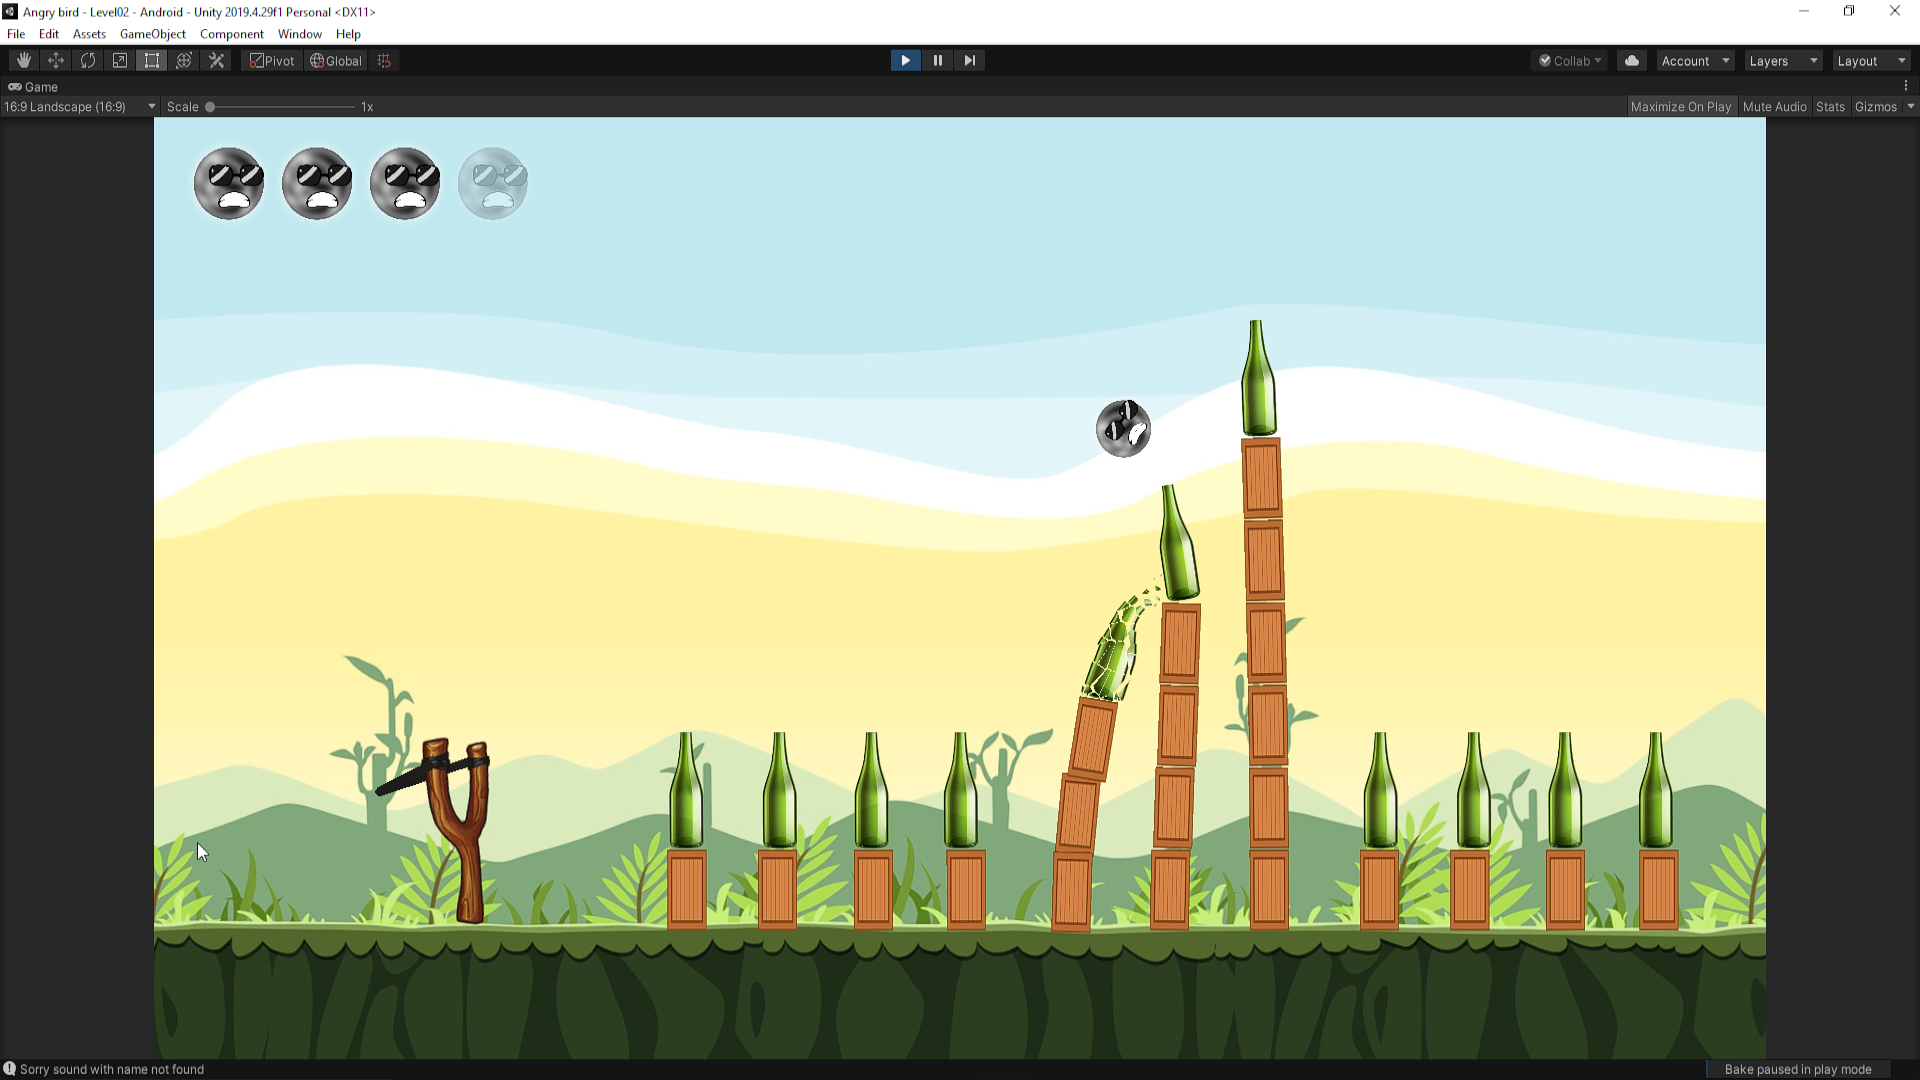 Angry bird - Level02 - Android - Unity 2019.4.29f1 Personal <DX11>
File Edit Assets GameObject Component Window Help
Pivot Global Collab Account Layers Layout
Game
16:9 Landscape (16:9) Scale 1x Maximize On Play Mute Audio Stats Gizmos
Sorry sound with name not found Bake paused in play mode